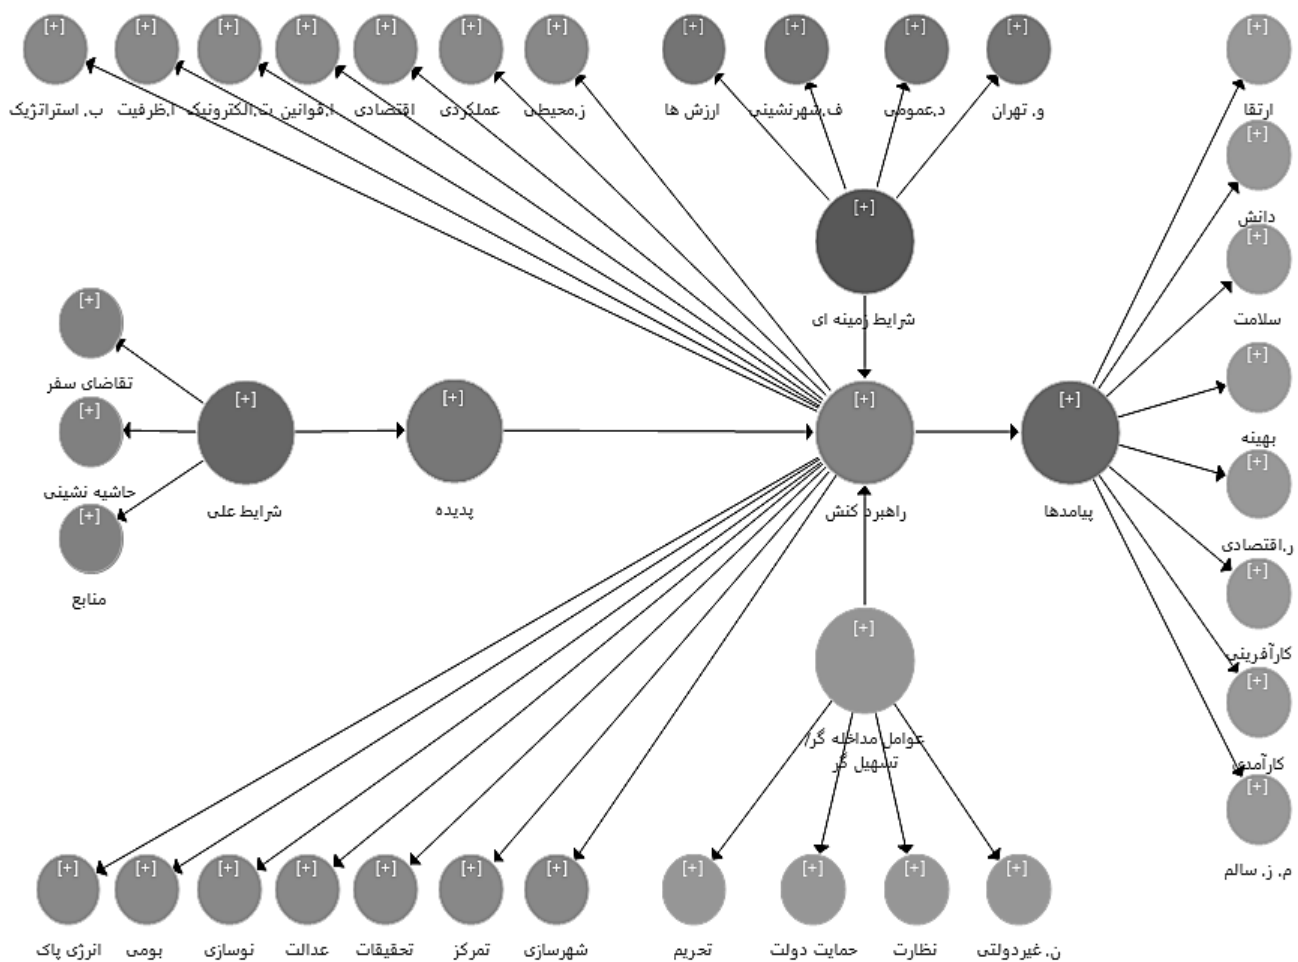 [+] [+] [+] [+] [+] [+] [+] [+] [+] [+] [+] [+]
ب. استراتژیک ا.ظرفیت ت.الکترونیک ا.قوانین اقتصادی عملکردی ز.محیطی ارزش ها ف.شهرنشینی د.عمومی و. تهران ارتقا
[+]
دانش
[+]
شرایط زمینه ای
[+]
سلامت
[+]
تقاضای سفر
[+]
بهینه
[+]
حاشیه نشینی
[+]
شرایط علی
[+]
پدیده
[+]
راهبرد کنش
[+]
پیامدها
[+]
ر.اقتصادی
[+]
منابع
[+]
کارآفرینی
[+]
عوامل مداخله گر/
تسهیل گر
[+]
کارآمدی
[+]
م. ز. سالم
[+] [+] [+] [+] [+] [+] [+] [+] [+] [+] [+]
انرژی پاک بومی نوسازی عدالت تحقیقات تمرکز شهرسازی تحریم حمایت دولت نظارت ن. غیردولتی